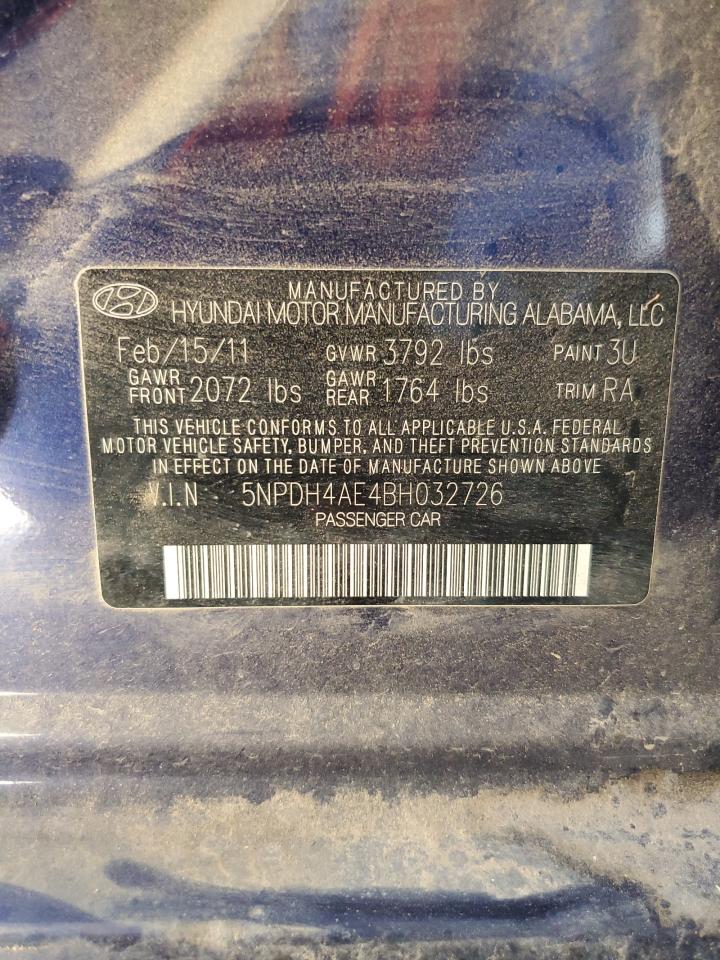 MANUFACTURED BY
HYUNDAI MOTOR MANUFACTURING ALABAMA, LLC
Feb/15/11 GVWR 3792 lbs PAINT 3U
GAWR FRONT 2072 lbs GAWR REAR 1764 lbs TRIM RA
THIS VEHICLE CONFORMS TO ALL APPLICABLE U.S.A. FEDERAL
MOTOR VEHICLE SAFETY, BUMPER, AND THEFT PREVENTION STANDARDS
IN EFFECT ON THE DATE OF MANUFACTURE SHOWN ABOVE
V.I.N 5NPDH4AE4BH032726
PASSENGER CAR